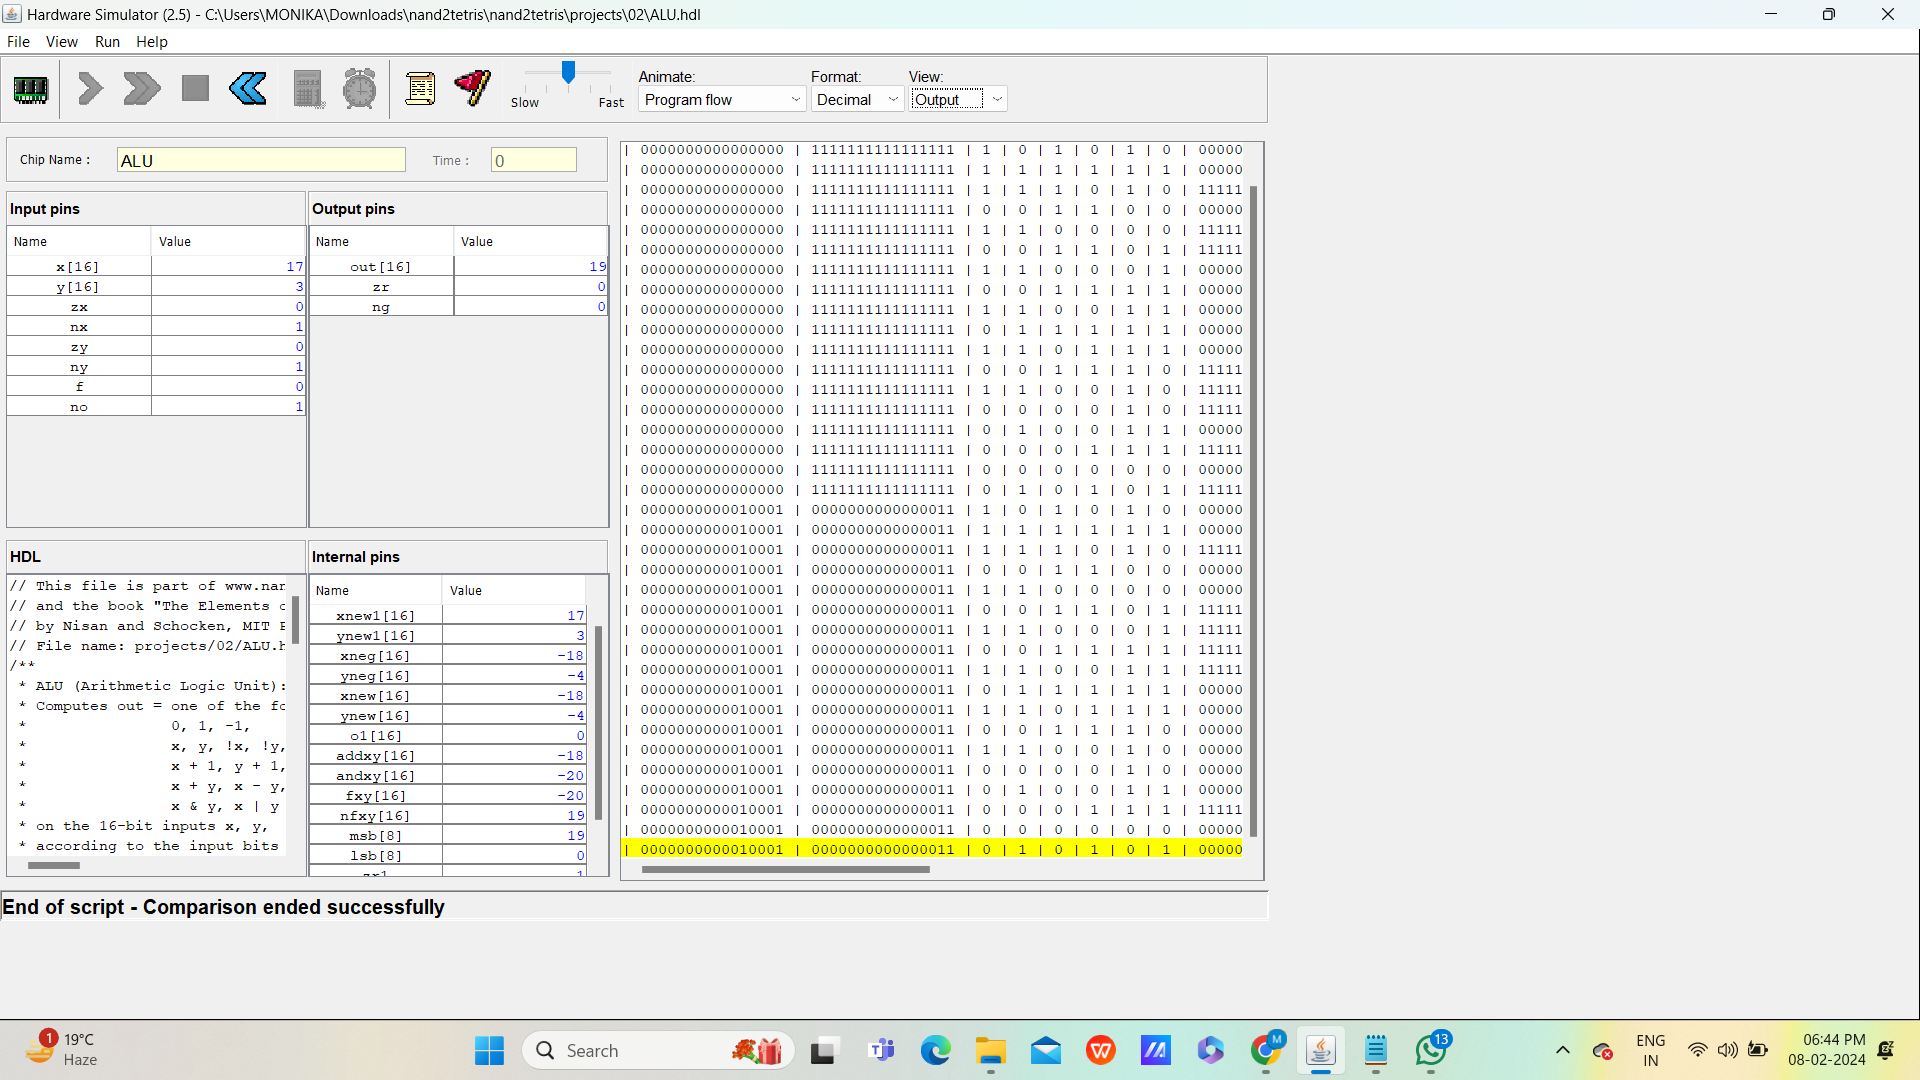 Hardware Simulator (2.5) - C:\Users\MONIKA\Downloads\nand2tetris\nand2tetris\projects\02\ALU.hdl
File View Run Help
Slow Fast
Animate: Format: View:
Program flow Decimal Output
Chip Name : ALU Time : 0
Input pins
Name Value
x[16] 17
y[16] 3
zx 0
nx 1
zy 0
ny 1
f 0
no 1
Output pins
Name Value
out[16] 19
zr 0
ng 0
HDL
// This file is part of www.nan
// and the book "The Elements o
// by Nisan and Schocken, MIT P
// File name: projects/02/ALU.h
/**
* ALU (Arithmetic Logic Unit):
* Computes out = one of the fo
* 0, 1, -1,
* x, y, !x, !y,
* x + 1, y + 1,
* x + y, x - y,
* x & y, x | y
* on the 16-bit inputs x, y,
* according to the input bits
Internal pins
Name Value
xnew1[16] 17
ynew1[16] 3
xneg[16] -18
yneg[16] -4
xnew[16] -18
ynew[16] -4
o1[16] 0
addxy[16] -18
andxy[16] -20
fxy[16] -20
nfxy[16] 19
msb[8] 19
lsb[8] 0
zr1 1
| 0000000000000000 | 1111111111111111 | 1 | 0 | 1 | 0 | 1 | 0 | 00000
| 0000000000000000 | 1111111111111111 | 1 | 1 | 1 | 1 | 1 | 1 | 00000
| 0000000000000000 | 1111111111111111 | 1 | 1 | 1 | 0 | 1 | 0 | 11111
| 0000000000000000 | 1111111111111111 | 0 | 0 | 1 | 1 | 0 | 0 | 00000
| 0000000000000000 | 1111111111111111 | 1 | 1 | 0 | 0 | 0 | 0 | 11111
| 0000000000000000 | 1111111111111111 | 0 | 0 | 1 | 1 | 0 | 1 | 11111
| 0000000000000000 | 1111111111111111 | 1 | 1 | 0 | 0 | 0 | 1 | 00000
| 0000000000000000 | 1111111111111111 | 0 | 0 | 1 | 1 | 1 | 1 | 00000
| 0000000000000000 | 1111111111111111 | 1 | 1 | 0 | 0 | 1 | 1 | 00000
| 0000000000000000 | 1111111111111111 | 0 | 1 | 1 | 1 | 1 | 1 | 00000
| 0000000000000000 | 1111111111111111 | 1 | 1 | 0 | 1 | 1 | 1 | 00000
| 0000000000000000 | 1111111111111111 | 0 | 0 | 1 | 1 | 1 | 0 | 11111
| 0000000000000000 | 1111111111111111 | 1 | 1 | 0 | 0 | 1 | 0 | 11111
| 0000000000000000 | 1111111111111111 | 0 | 0 | 0 | 0 | 1 | 0 | 11111
| 0000000000000000 | 1111111111111111 | 0 | 1 | 0 | 0 | 1 | 1 | 00000
| 0000000000000000 | 1111111111111111 | 0 | 0 | 0 | 1 | 1 | 1 | 11111
| 0000000000000000 | 1111111111111111 | 0 | 0 | 0 | 0 | 0 | 0 | 00000
| 0000000000000000 | 1111111111111111 | 0 | 1 | 0 | 1 | 0 | 1 | 11111
| 0000000000010001 | 0000000000000011 | 1 | 0 | 1 | 0 | 1 | 0 | 00000
| 0000000000010001 | 0000000000000011 | 1 | 1 | 1 | 1 | 1 | 1 | 00000
| 0000000000010001 | 0000000000000011 | 1 | 1 | 1 | 0 | 1 | 0 | 11111
| 0000000000010001 | 0000000000000011 | 0 | 0 | 1 | 1 | 0 | 0 | 00000
| 0000000000010001 | 0000000000000011 | 1 | 1 | 0 | 0 | 0 | 0 | 00000
| 0000000000010001 | 0000000000000011 | 0 | 0 | 1 | 1 | 0 | 1 | 11111
| 0000000000010001 | 0000000000000011 | 1 | 1 | 0 | 0 | 0 | 1 | 11111
| 0000000000010001 | 0000000000000011 | 0 | 0 | 1 | 1 | 1 | 1 | 11111
| 0000000000010001 | 0000000000000011 | 1 | 1 | 0 | 0 | 1 | 1 | 11111
| 0000000000010001 | 0000000000000011 | 0 | 1 | 1 | 1 | 1 | 1 | 00000
| 0000000000010001 | 0000000000000011 | 1 | 1 | 0 | 1 | 1 | 1 | 00000
| 0000000000010001 | 0000000000000011 | 0 | 0 | 1 | 1 | 1 | 0 | 00000
| 0000000000010001 | 0000000000000011 | 1 | 1 | 0 | 0 | 1 | 0 | 00000
| 0000000000010001 | 0000000000000011 | 0 | 0 | 0 | 0 | 1 | 0 | 00000
| 0000000000010001 | 0000000000000011 | 0 | 1 | 0 | 0 | 1 | 1 | 00000
| 0000000000010001 | 0000000000000011 | 0 | 0 | 0 | 1 | 1 | 1 | 11111
| 0000000000010001 | 0000000000000011 | 0 | 0 | 0 | 0 | 0 | 0 | 00000
| 0000000000010001 | 0000000000000011 | 0 | 1 | 0 | 1 | 0 | 1 | 00000
End of script - Comparison ended successfully
1 19°C
Haze
Search
M
13
ENG
IN
06:44 PM
08-02-2024